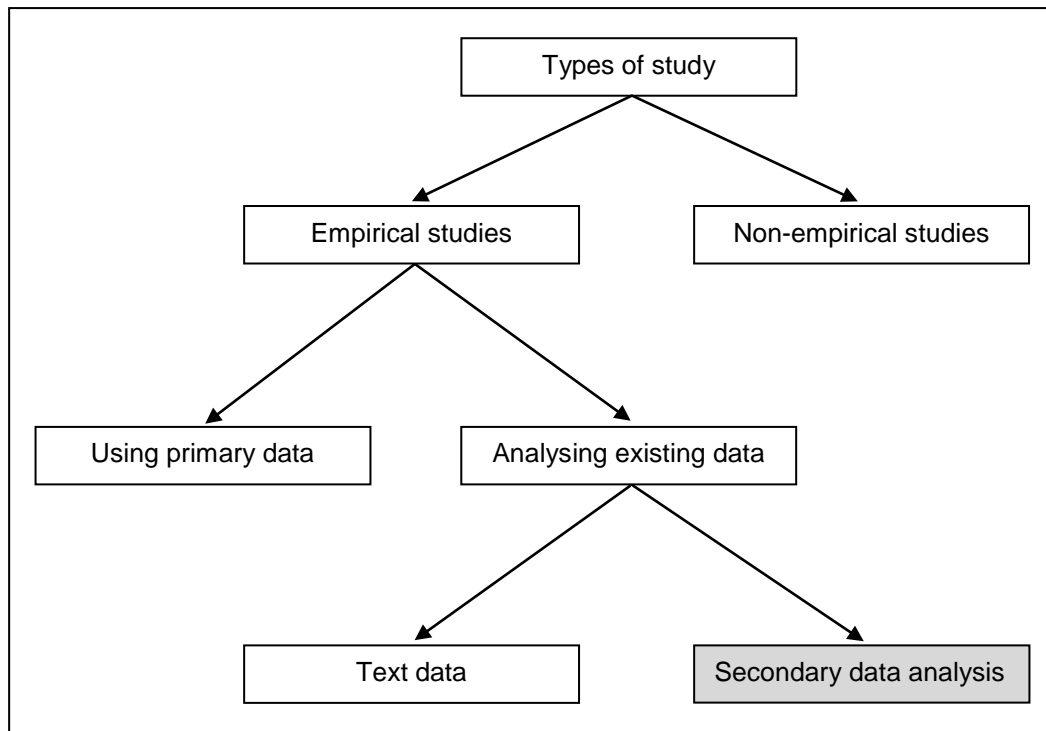 Types of study
Empirical studies
Non-empirical studies
Using primary data
Analysing existing data
Text data
Secondary data analysis